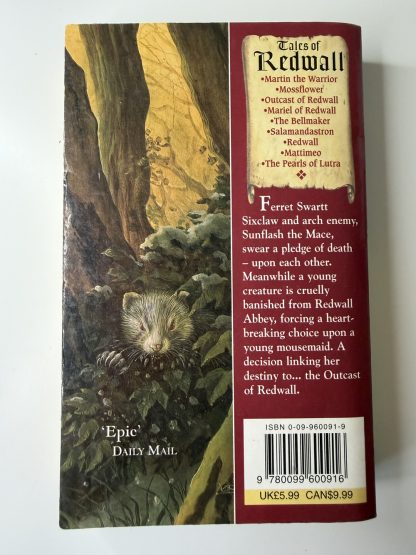 Tales of
Redwall
•Martin the Warrior
•Mossflower
•Outcast of Redwall
•Mariel of Redwall
•The Bellmaker
•Salamandastron
•Redwall
•Mattimeo
•The Pearls of Lutra
Ferret Swartt
Sixclaw and arch enemy,
Sunflash the Mace,
swear a pledge of death
– upon each other.
Meanwhile a young
creature is cruelly
banished from Redwall
Abbey, forcing a heart-
breaking choice upon a
young mousemaid. A
decision linking her
destiny to... the Outcast
of Redwall.
‘Epic’
DAILY MAIL
ISBN 0-09-960091-9
9 780099 600916
UK£5.99 CAN$9.99